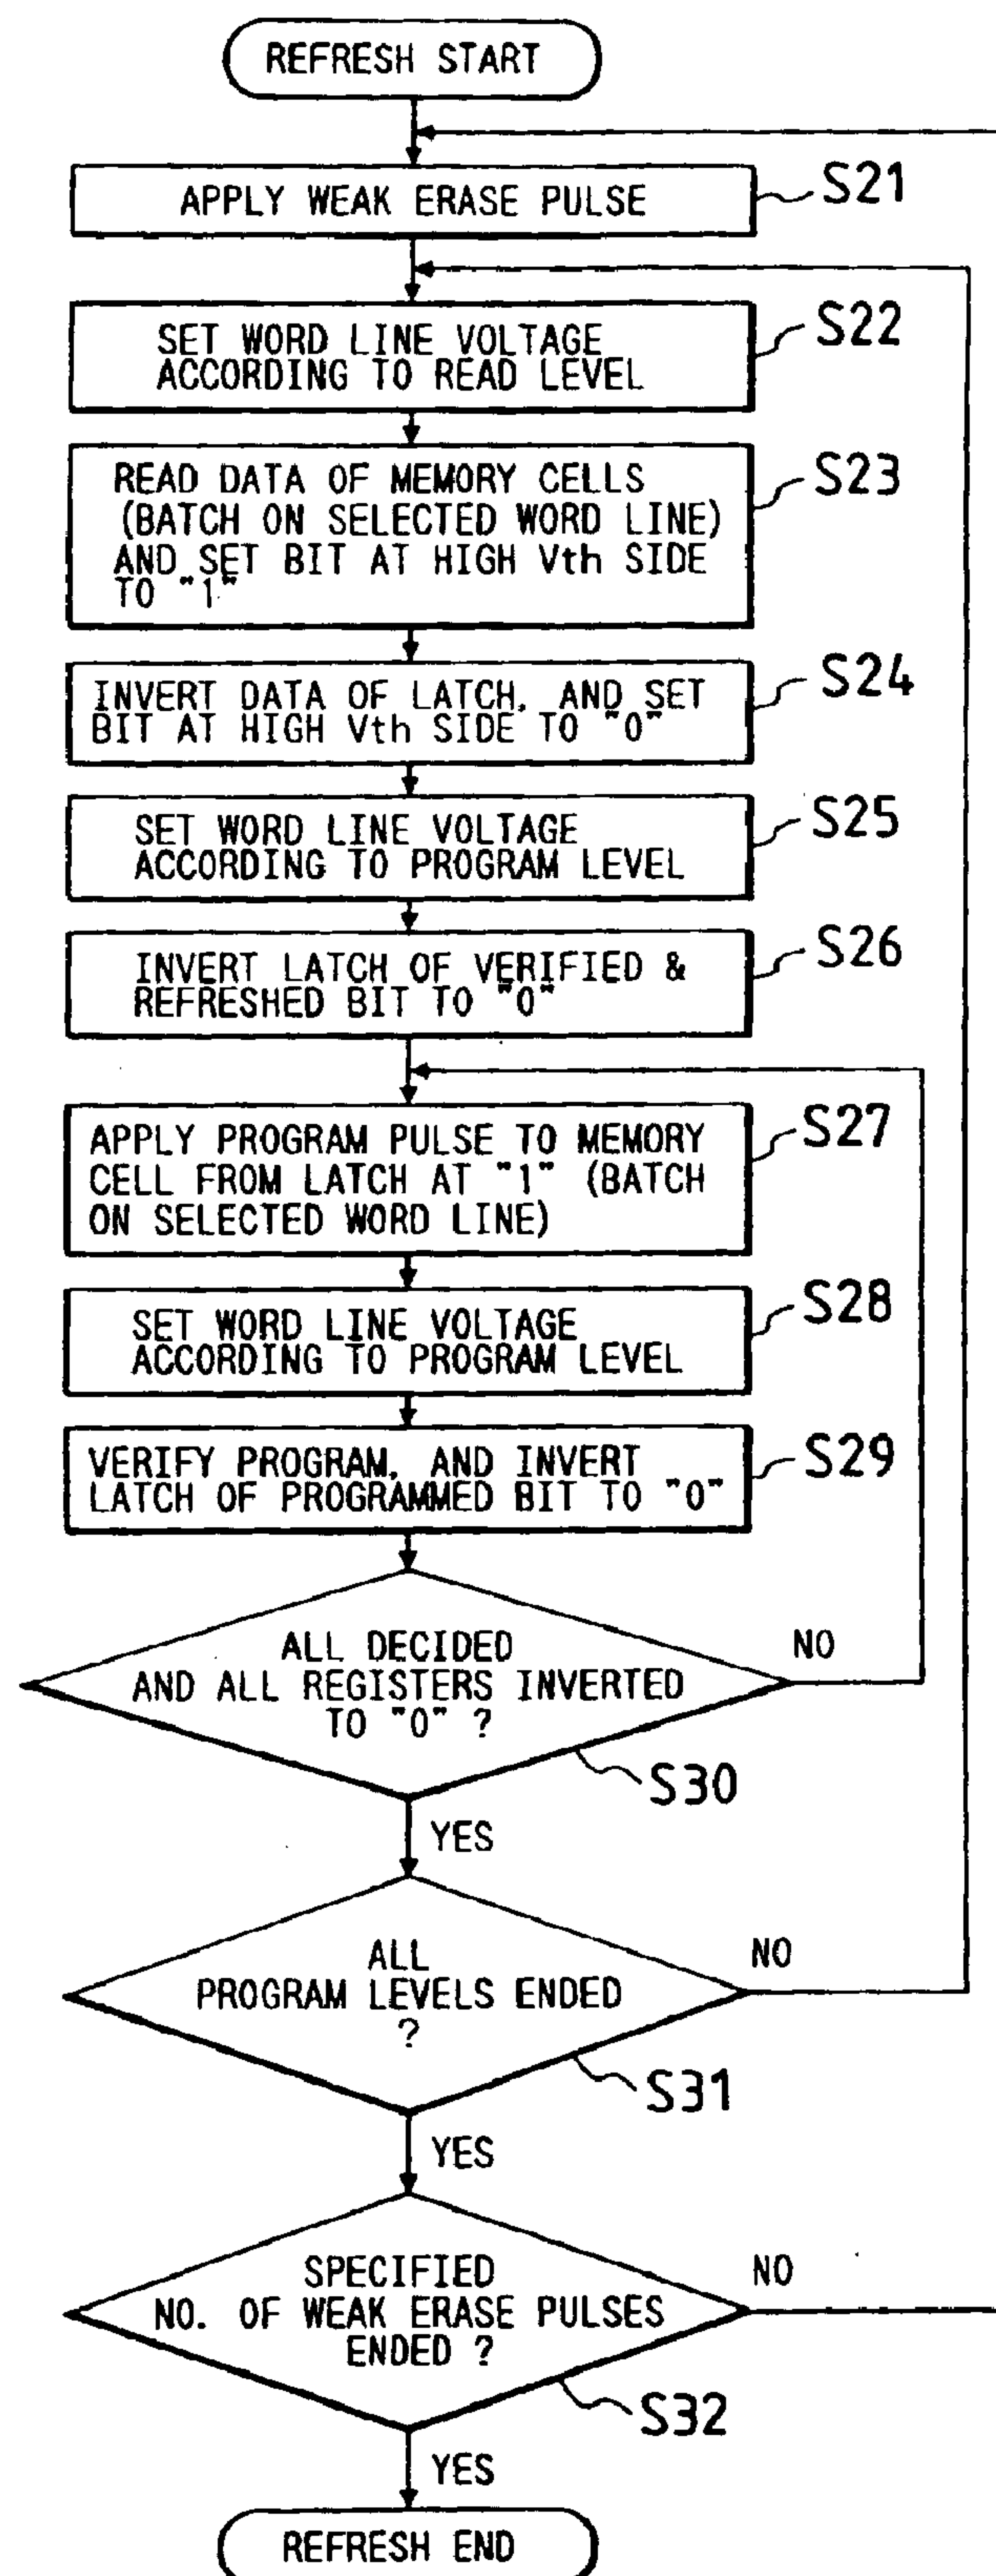 REFRESH START
APPLY WEAK ERASE PULSE
S21
SET WORD LINE VOLTAGE
ACCORDING TO READ LEVEL
S22
READ DATA OF MEMORY CELLS
(BATCH ON SELECTED WORD LINE)
AND SET BIT AT HIGH Vth SIDE
TO "1"
S23
INVERT DATA OF LATCH, AND SET
BIT AT HIGH Vth SIDE TO "0"
S24
SET WORD LINE VOLTAGE
ACCORDING TO PROGRAM LEVEL
S25
INVERT LATCH OF VERIFIED &
REFRESHED BIT TO "0"
S26
APPLY PROGRAM PULSE TO MEMORY
CELL FROM LATCH AT "1" (BATCH
ON SELECTED WORD LINE)
S27
SET WORD LINE VOLTAGE
ACCORDING TO PROGRAM LEVEL
S28
VERIFY PROGRAM, AND INVERT
LATCH OF PROGRAMMED BIT TO "0"
S29
ALL DECIDED
AND ALL REGISTERS INVERTED
TO "0" ?
NO
S30
YES
ALL
PROGRAM LEVELS ENDED
?
NO
S31
YES
SPECIFIED
NO. OF WEAK ERASE PULSES
ENDED ?
NO
S32
YES
REFRESH END